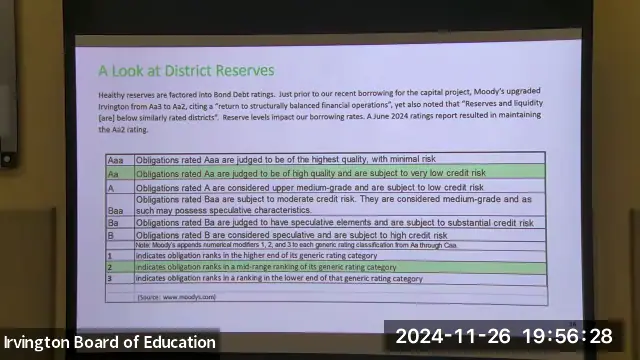 A Look at District Reserves
Healthy reserves are factored into Bond Debt ratings. Just prior to our recent borrowing for the capital project, Moody's upgraded
Irvington from Aa3 to Aa2, citing a "return to structurally balanced financial operations", yet also noted that "Reserves and liquidity
[are] below similarly rated districts". Reserve levels impact our borrowing rates. A June 2024 ratings report resulted in maintaining
the Aa2 rating.
Aaa Obligations rated Aaa are judged to be of the highest quality, with minimal risk
Aa Obligations rated Aa are judged to be of high quality and are subject to very low credit risk
A Obligations rated A are considered upper medium-grade and are subject to low credit risk
Obligations rated Baa are subject to moderate credit risk. They are considered medium-grade and as
Baa such may possess speculative characteristics.
Ba Obligations rated Ba are judged to have speculative elements and are subject to substantial credit risk
B Obligations rated B are considered speculative and are subject to high credit risk
Note: Moody's appends numerical modifiers 1, 2, and 3 to each generic rating classification from Aa through Caa.
1 indicates obligation ranks in the higher end of its generic rating category
2 indicates obligation ranks in a mid-range ranking of its generic rating category
3 indicates obligation ranks in a ranking in the lower end of that generic rating category
(Source: www.moodys.com)
Irvington Board of Education
2024-11-26 19:56:28